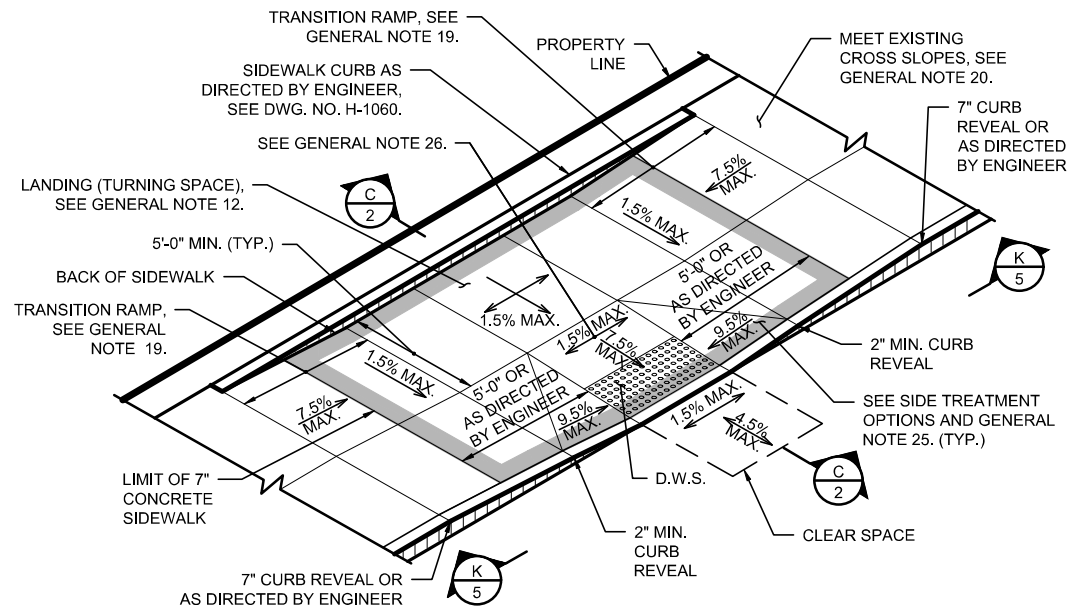 TRANSITION RAMP, SEE
GENERAL NOTE 19.
PROPERTY
LINE
MEET EXISTING
CROSS SLOPES, SEE
GENERAL NOTE 20.
SIDEWALK CURB AS
DIRECTED BY ENGINEER,
SEE DWG. NO. H-1060.
7" CURB
REVEAL OR
AS DIRECTED
BY ENGINEER
SEE GENERAL NOTE 26.
LANDING (TURNING SPACE),
SEE GENERAL NOTE 12.
C
2
7.5%
MAX.
1.5% MAX.
5'-0" MIN. (TYP.)
BACK OF SIDEWALK
5'-0" OR
AS DIRECTED
BY ENGINEER
K
5
TRANSITION RAMP,
SEE GENERAL
NOTE 19.
1.5% MAX.
1.5% MAX.
7.5%
MAX.
9.5%
MAX.
2" MIN. CURB
REVEAL
1.5% MAX.
5'-0" OR
AS DIRECTED
BY ENGINEER
7.5%
MAX.
9.5%
MAX.
1.5% MAX.
4.5%
MAX.
SEE SIDE TREATMENT
OPTIONS AND GENERAL
NOTE 25. (TYP.)
LIMIT OF 7"
CONCRETE
SIDEWALK
D.W.S.
C
2
2" MIN.
CURB
REVEAL
CLEAR SPACE
7" CURB REVEAL OR
AS DIRECTED BY ENGINEER
K
5